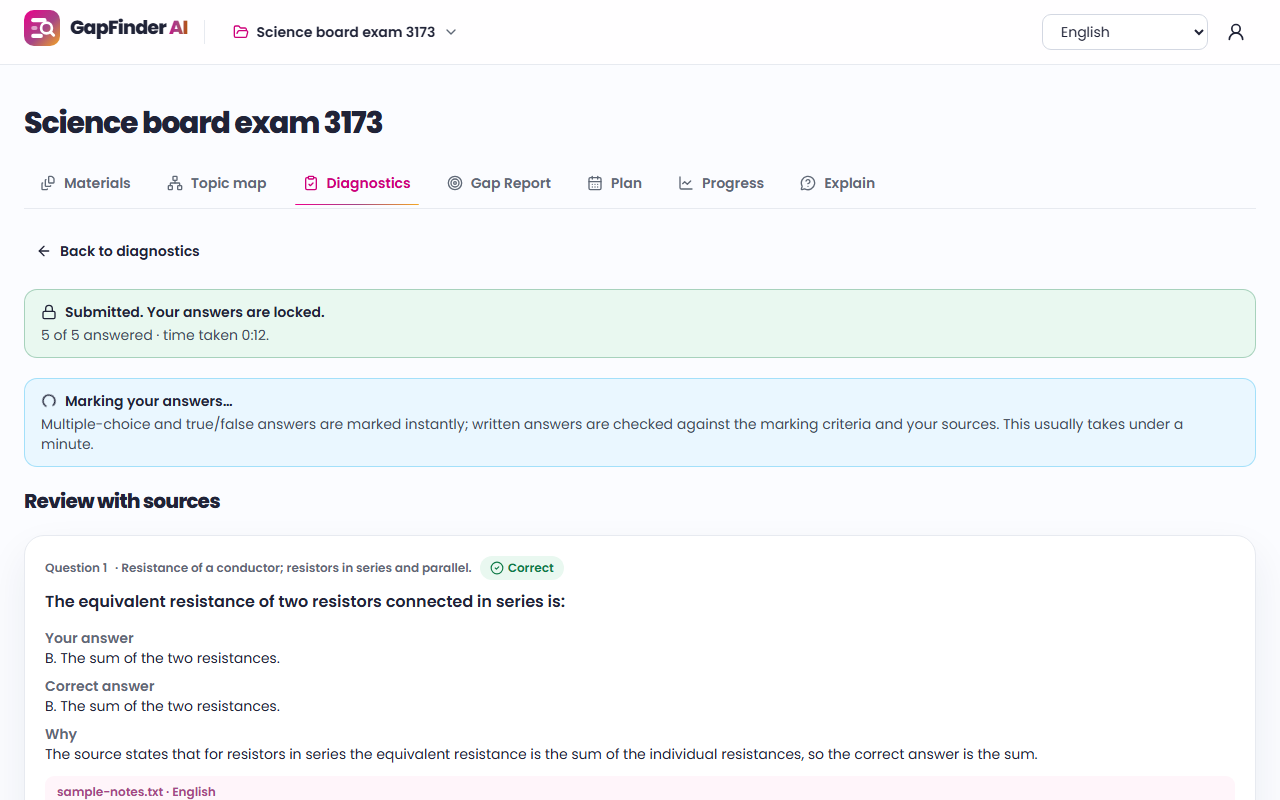 GapFinder AI
Science board exam 3173
English
Science board exam 3173
Materials
Topic map
Diagnostics
Gap Report
Plan
Progress
Explain
Back to diagnostics
Submitted. Your answers are locked.
5 of 5 answered · time taken 0:12.
Marking your answers…
Multiple-choice and true/false answers are marked instantly; written answers are checked against the marking criteria and your sources. This usually takes under a
minute.
Review with sources
Question 1 · Resistance of a conductor; resistors in series and parallel. Correct
The equivalent resistance of two resistors connected in series is:
Your answer
B. The sum of the two resistances.
Correct answer
B. The sum of the two resistances.
Why
The source states that for resistors in series the equivalent resistance is the sum of the individual resistances, so the correct answer is the sum.
sample-notes.txt · English